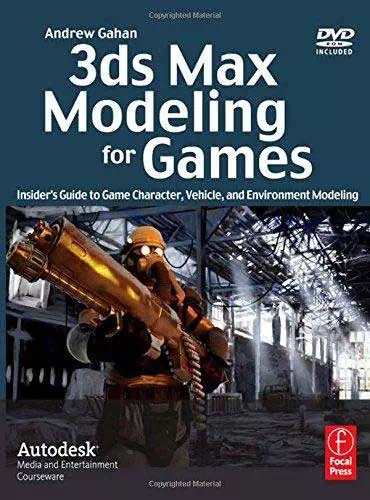 Andrew Gahan
DVD
ROM
INCLUDED
3ds Max
Modeling
for Games
Insider's Guide to Game Character, Vehicle, and Environment Modeling
Autodesk®
Media and Entertainment
Courseware
Focal
Press